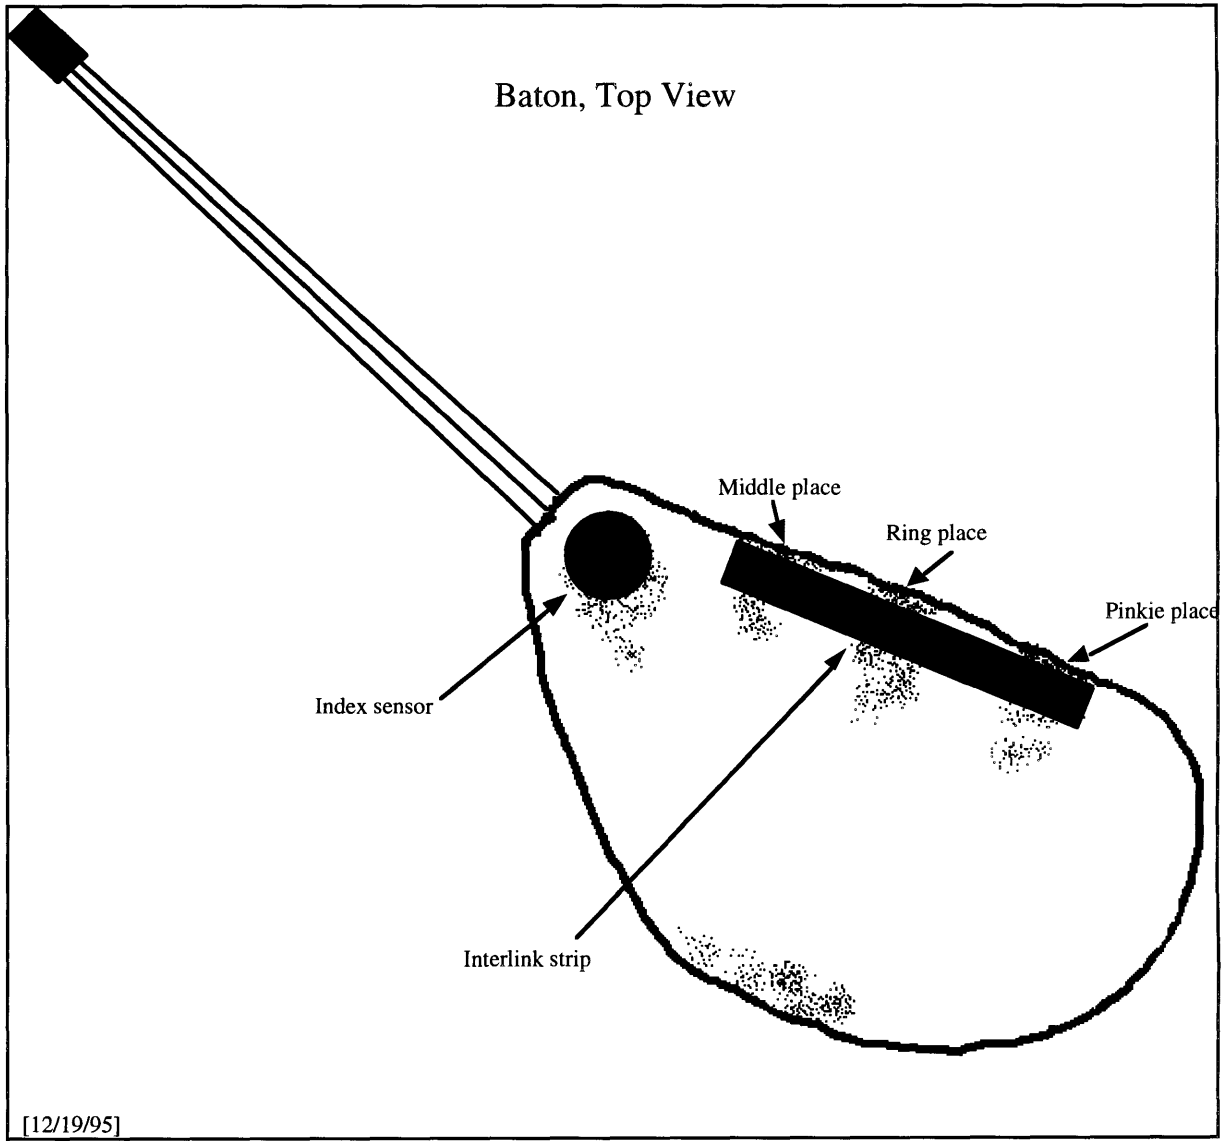 Baton, Top View
Middle place
Ring place
Pinkie place
Index sensor
Interlink strip
[12/19/95]